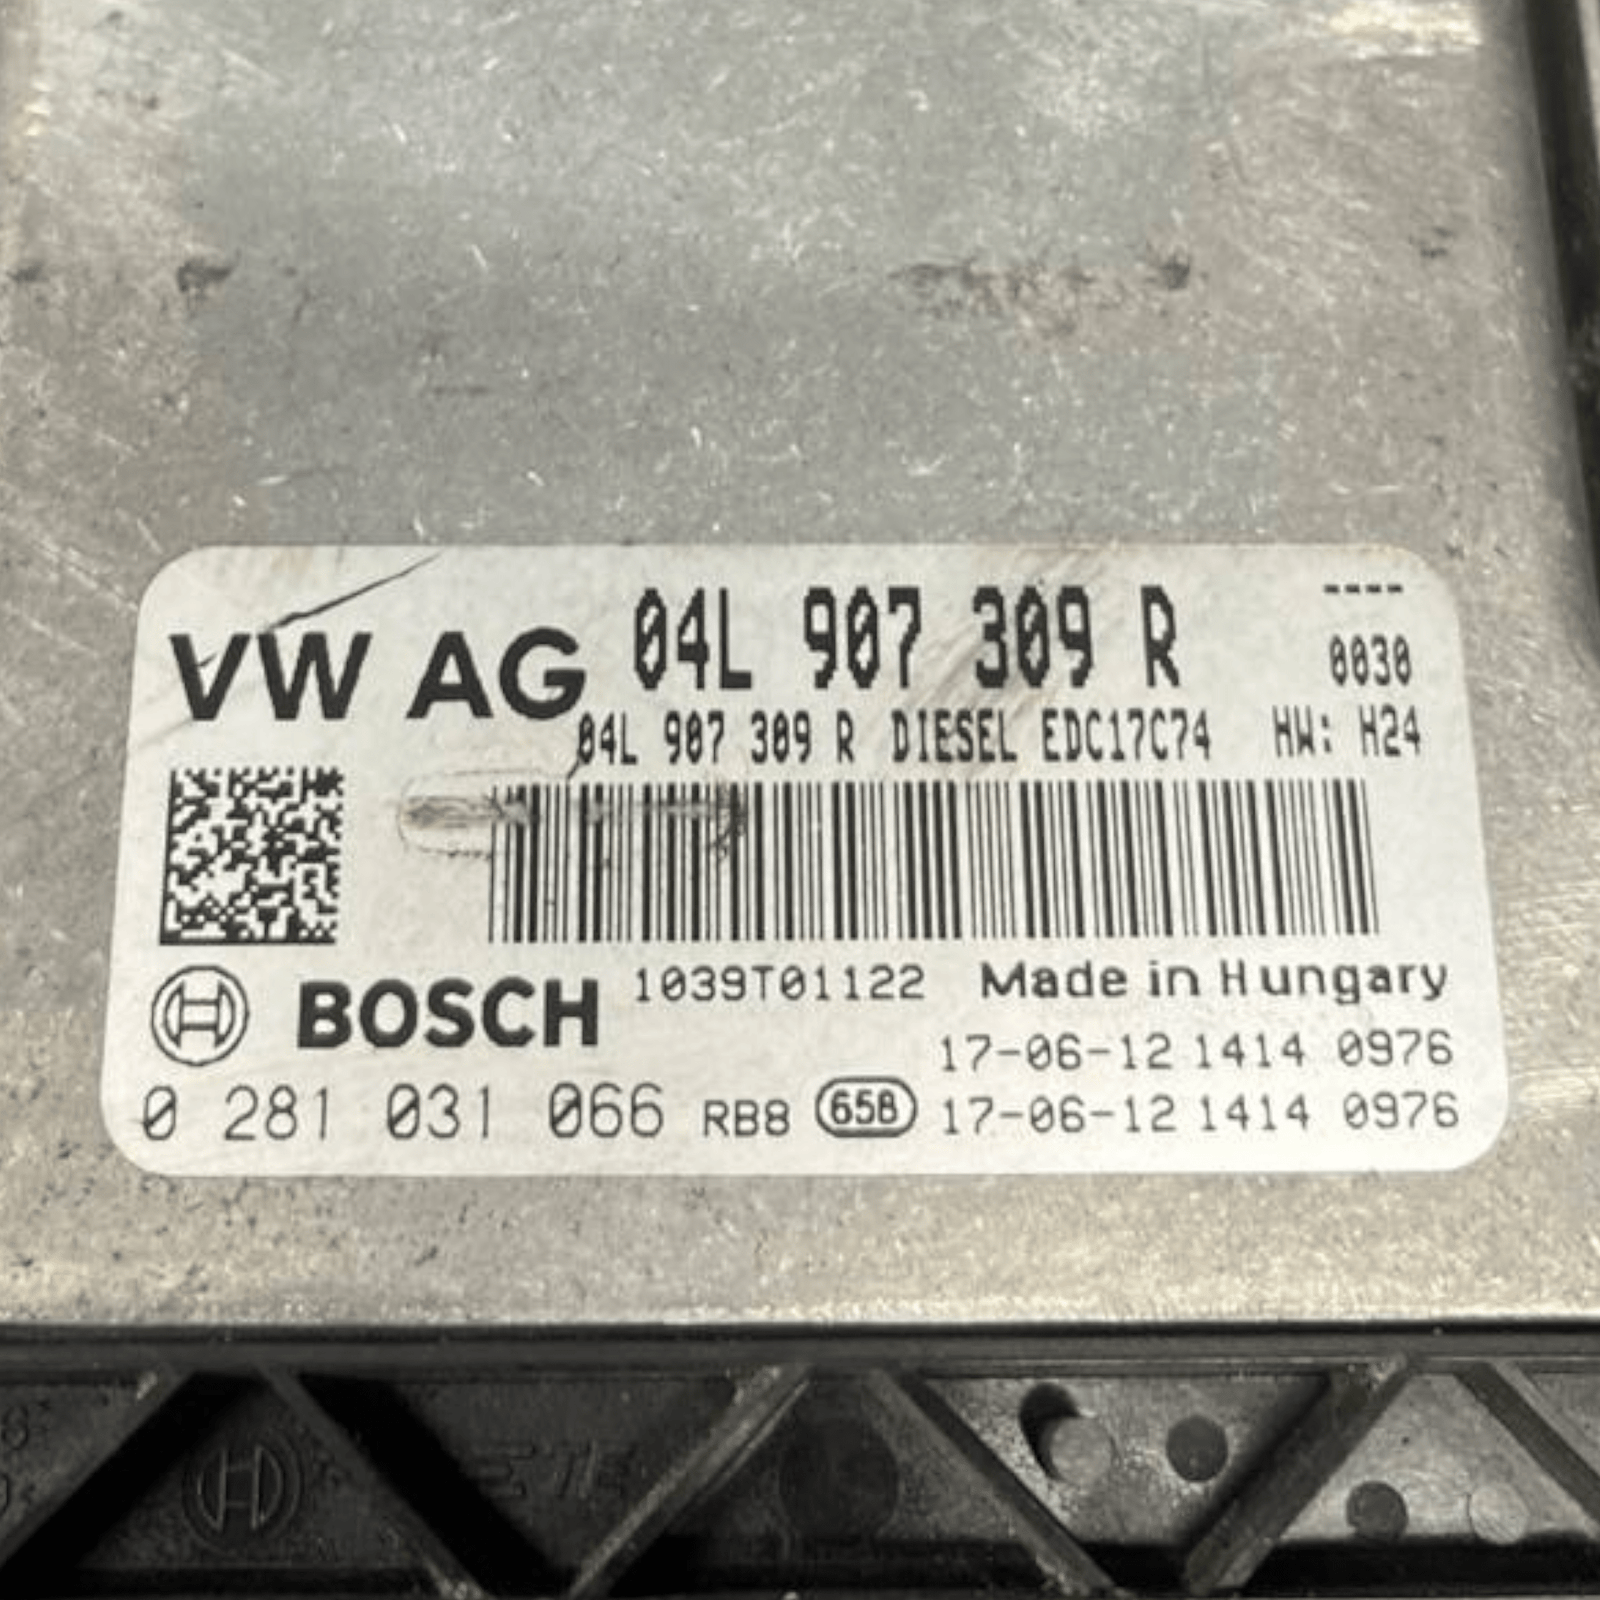 VW AG 04L 907 309 R ----
0030
04L 907 309 R DIESEL EDC17C74 HW: H24
BOSCH 1039T01122 Made in Hungary
17-06-12 1414 0976
0 281 031 066 RB8 65B 17-06-12 1414 0976